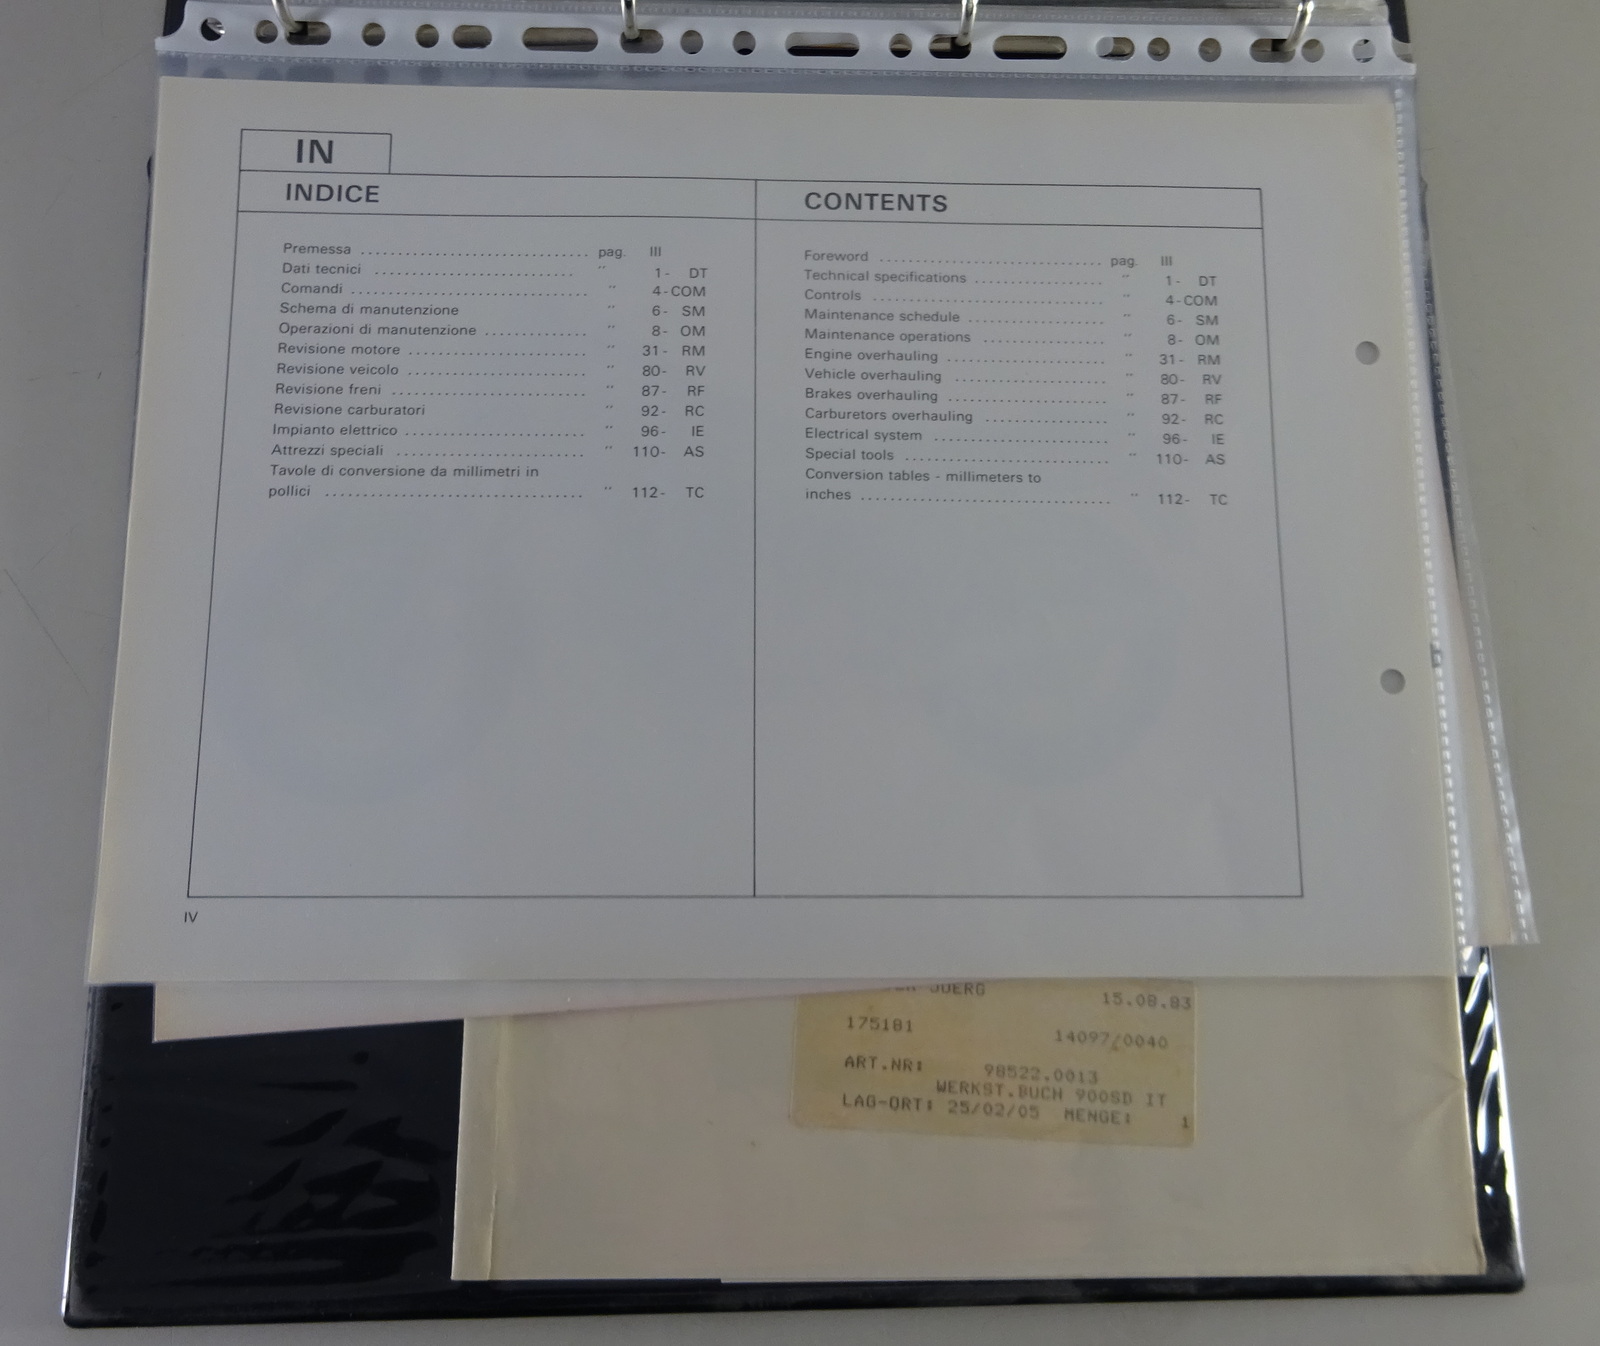 IN
INDICE
Premessa ........................ pag. III
Dati tecnici ........................ " 1- DT
Comandi ........................ " 4-COM
Schema di manutenzione " 6- SM
Operazioni di manutenzione ............ " 8- OM
Revisione motore .................... " 31- RM
Revisione veicolo .................... " 80- RV
Revisione freni ...................... " 87- RF
Revisione carburatori " 92- RC
Impianto elettrico .................... " 96- IE
Attrezzi speciali ...................... " 110- AS
Tavole di conversione da millimetri in
pollici .............................. " 112- TC
CONTENTS
Foreword .......................... pag. III
Technical specifications .............. " 1- DT
Controls .......................... " 4-COM
Maintenance schedule ................ " 6- SM
Maintenance operations .............. " 8- OM
Engine overhauling .................. " 31- RM
Vehicle overhauling .................. " 80- RV
Brakes overhauling .................. " 87- RF
Carburetors overhauling .............. " 92- RC
Electrical system .................... " 96- IE
Special tools ........................ " 110- AS
Conversion tables - millimeters to
inches .............................. " 112- TC
IV
JUERG 15.08.83
175181 14097/0040
ART.NR: 98522.0013
WERKST.BUCH 900SD IT
LAG-ORT: 25/02/05 MENGE: 1